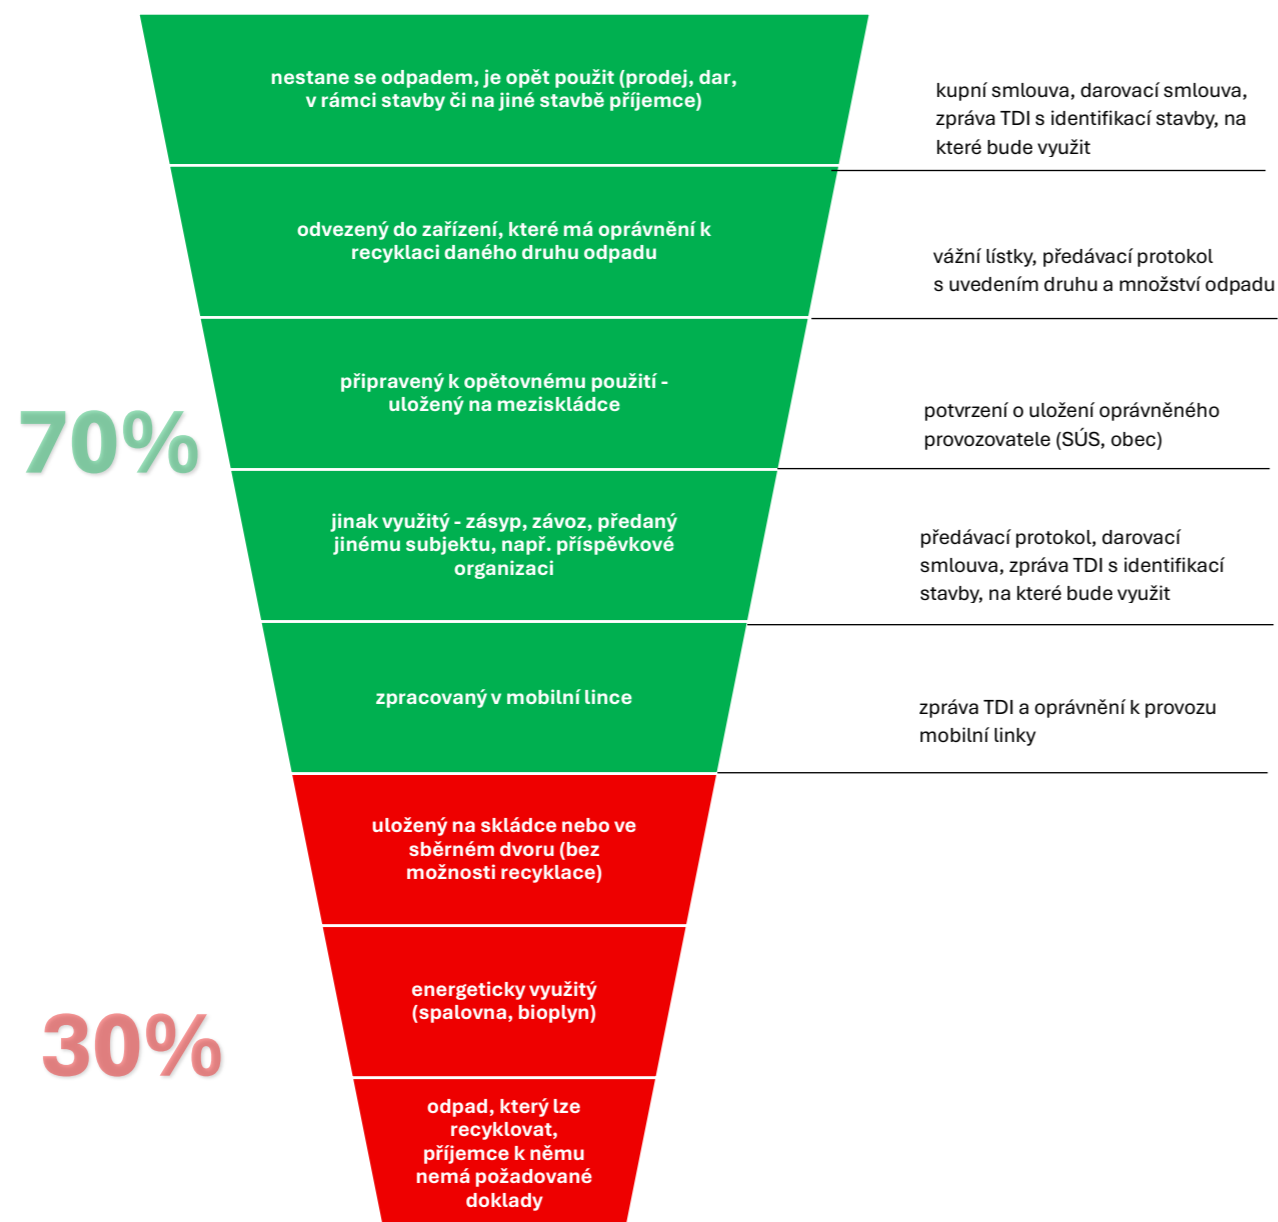 nestane se odpadem, je opět použit (prodej, dar,
v rámci stavby či na jiné stavbě příjemce)
kupní smlouva, darovací smlouva,
zpráva TDI s identifikací stavby, na
které bude využit
odvezený do zařízení, které má oprávnění k
recyklaci daného druhu odpadu
vážní lístky, předávací protokol
s uvedením druhu a množství odpadu
připravený k opětovnému použití -
uložený na meziskládce
potvrzení o uložení oprávněného
provozovatele (SÚS, obec)
70%
jinak využitý - zásyp, závoz, předaný
jinému subjektu, např. příspěvkové
organizaci
předávací protokol, darovací
smlouva, zpráva TDI s identifikací
stavby, na které bude využit
zpracovaný v mobilní lince
zpráva TDI a oprávnění k provozu
mobilní linky
uložený na skládce nebo ve
sběrném dvoru (bez
možnosti recyklace)
energeticky využitý
(spalovna, bioplyn)
30%
odpad, který lze
recyklovat,
příjemce k němu
nemá požadované
doklady